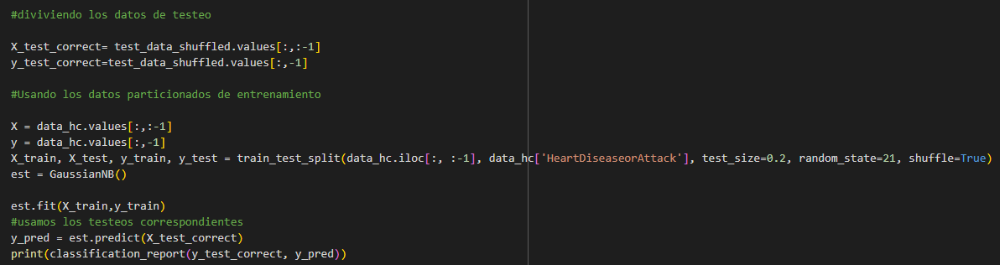 #diviviendo los datos de testeo
X_test_correct= test_data_shuffled.values[:,:-1]
y_test_correct=test_data_shuffled.values[:,-1]
#Usando los datos particionados de entrenamiento
X = data_hc.values[:,:-1]
y = data_hc.values[:,-1]
X_train, X_test, y_train, y_test = train_test_split(data_hc.iloc[:, :-1], data_hc['HeartDiseaseorAttack'], test_size=0.2, random_state=21, shuffle=True)
est = GaussianNB()
est.fit(X_train,y_train)
#usamos los testeos correspondientes
y_pred = est.predict(X_test_correct)
print(classification_report(y_test_correct, y_pred))